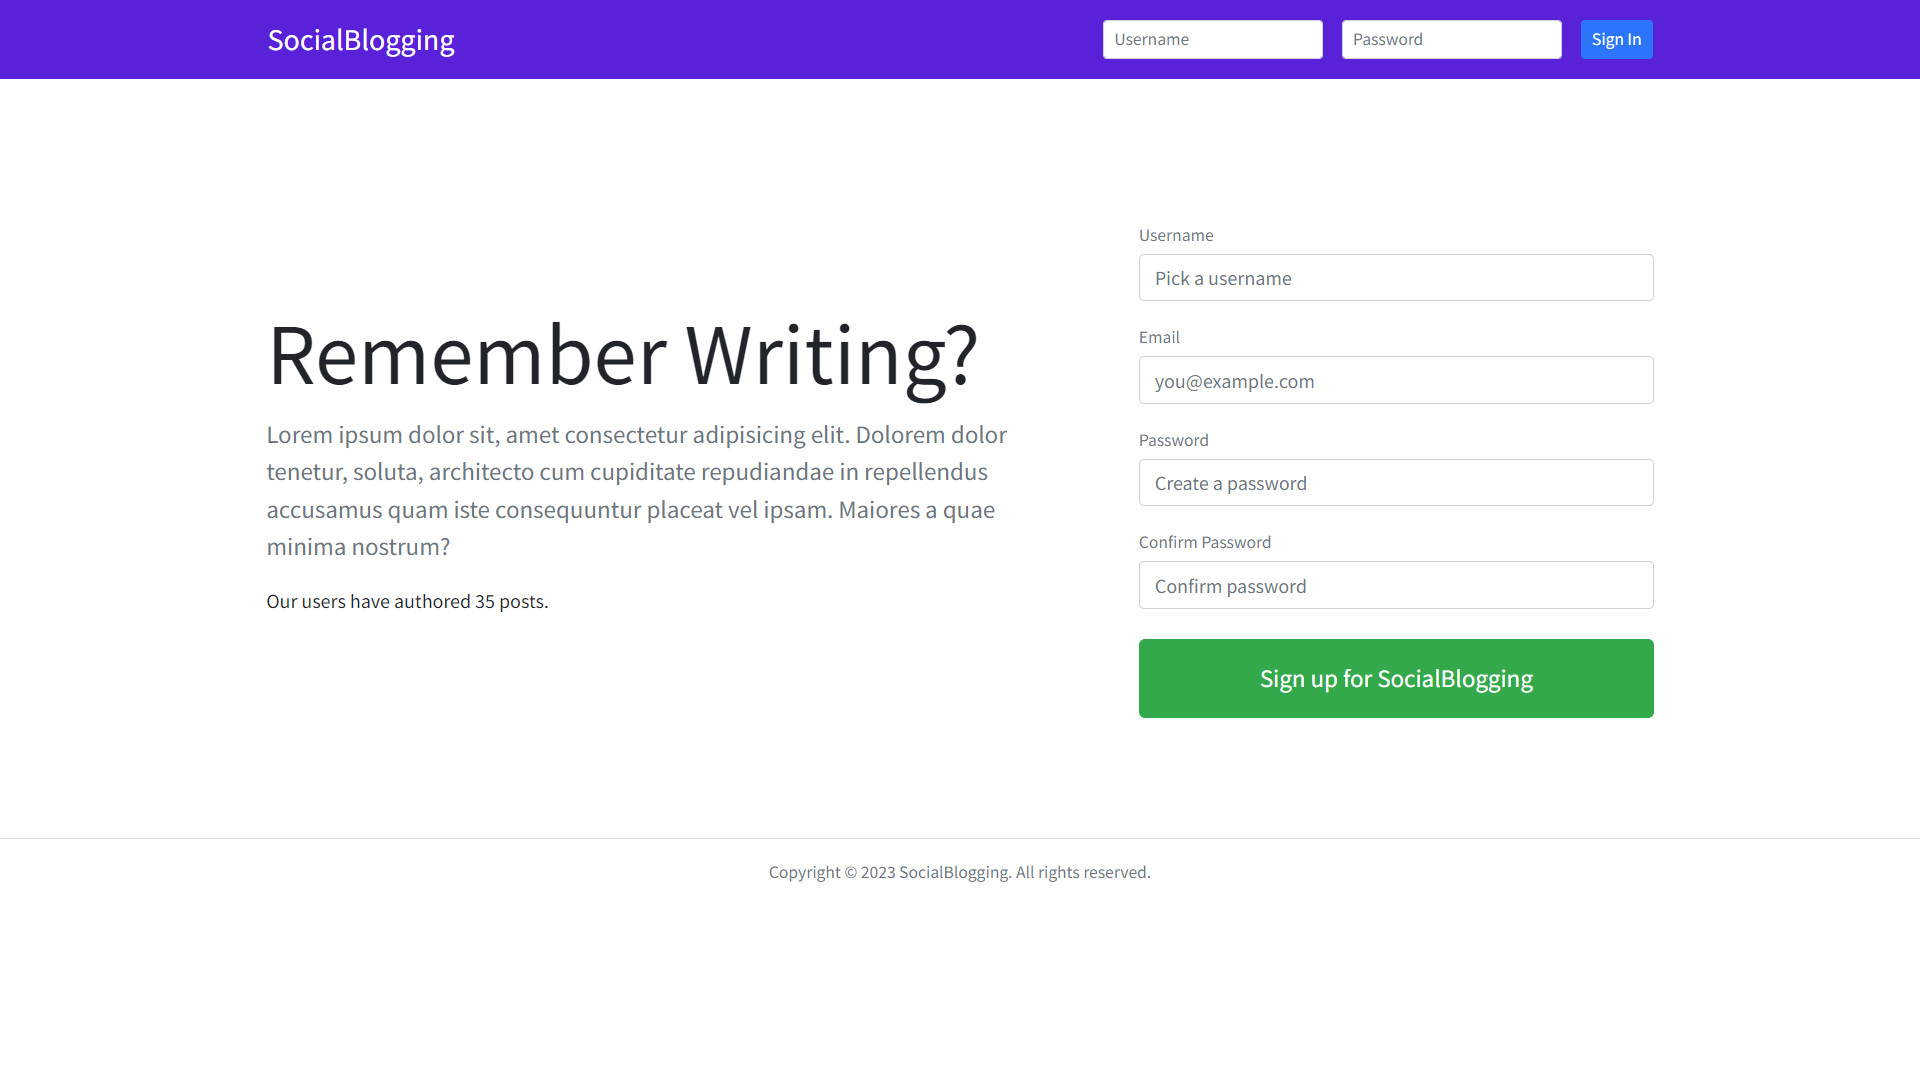 SocialBlogging
Username
Password
Sign In
Remember Writing?
Lorem ipsum dolor sit, amet consectetur adipisicing elit. Dolorem dolor
tenetur, soluta, architecto cum cupiditate repudiandae in repellendus
accusamus quam iste consequuntur placeat vel ipsam. Maiores a quae
minima nostrum?
Our users have authored 35 posts.
Username
Pick a username
Email
you@example.com
Password
Create a password
Confirm Password
Confirm password
Sign up for SocialBlogging
Copyright © 2023 SocialBlogging. All rights reserved.